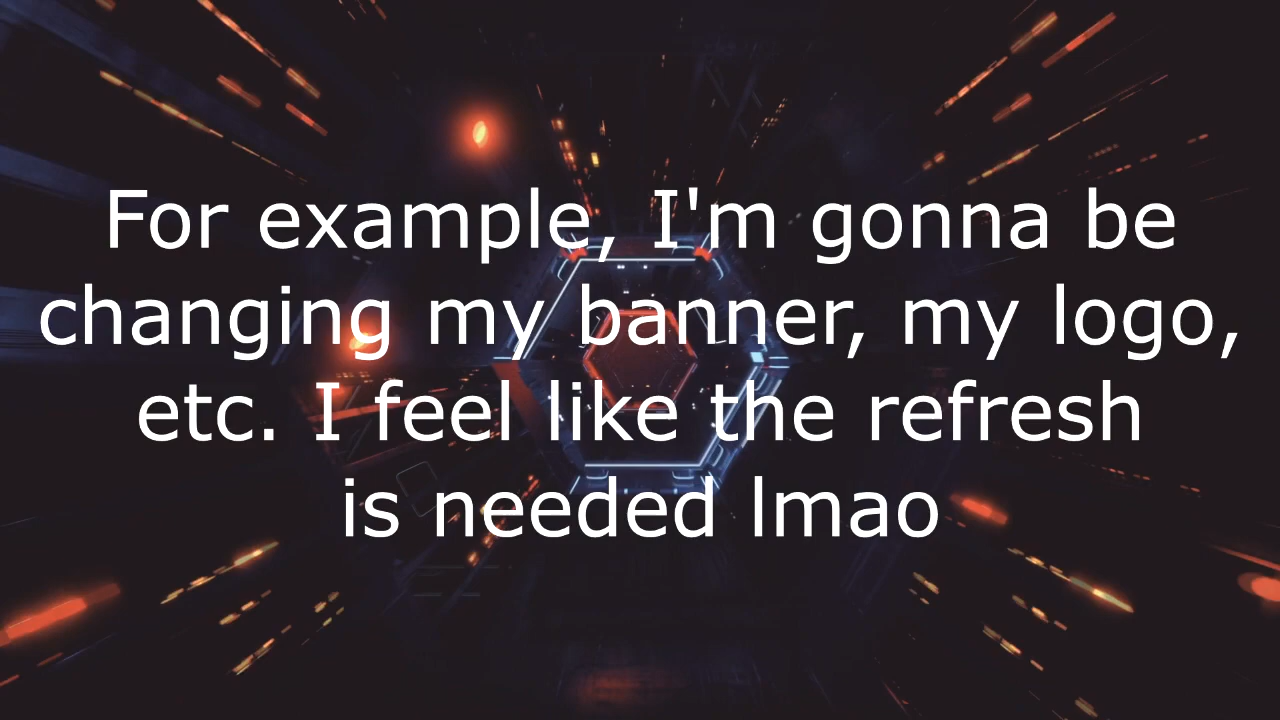 For example, I'm gonna be
changing my banner, my logo,
etc. I feel like the refresh
is needed lmao